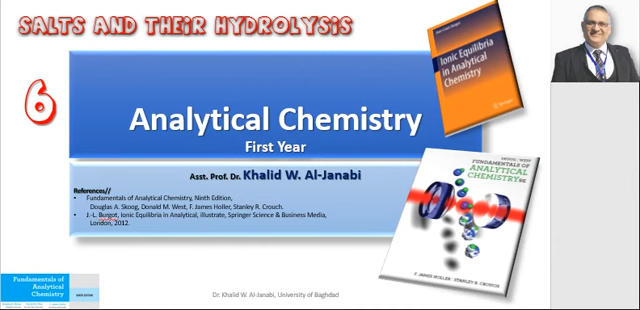 SALTS AND THEIR HYDROLYSIS
6
Analytical Chemistry
First Year
Asst. Prof. Dr. Khalid W. Al-Janabi
References//
• Fundamentals of Analytical Chemistry, Ninth Edition,
Douglas A. Skoog, Donald M. West, F. James Holler, Stanley R. Crouch.
• J.-L. Burgot, Ionic Equilibria in Analytical, illustrate, Springer Science & Business Media,
London, 2012.
Ionic Equilibria
in Analytical
Chemistry
Springer
FUNDAMENTALS OF
ANALYTICAL
CHEMISTRY
F. JAMES HOLLER
STANLEY R. CROUCH
Fundamentals of
Analytical
Chemistry
Dr. Khalid W. Al-Janabi, University of Baghdad